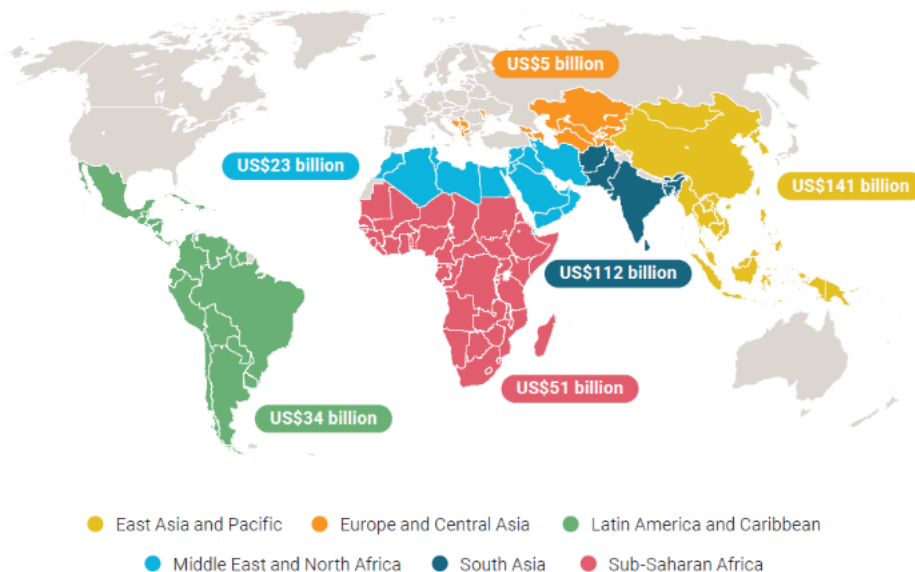 US$5 billion
US$23 billion
US$141 billion
US$112 billion
US$51 billion
US$34 billion
East Asia and Pacific
Europe and Central Asia
Latin America and Caribbean
Middle East and North Africa
South Asia
Sub-Saharan Africa